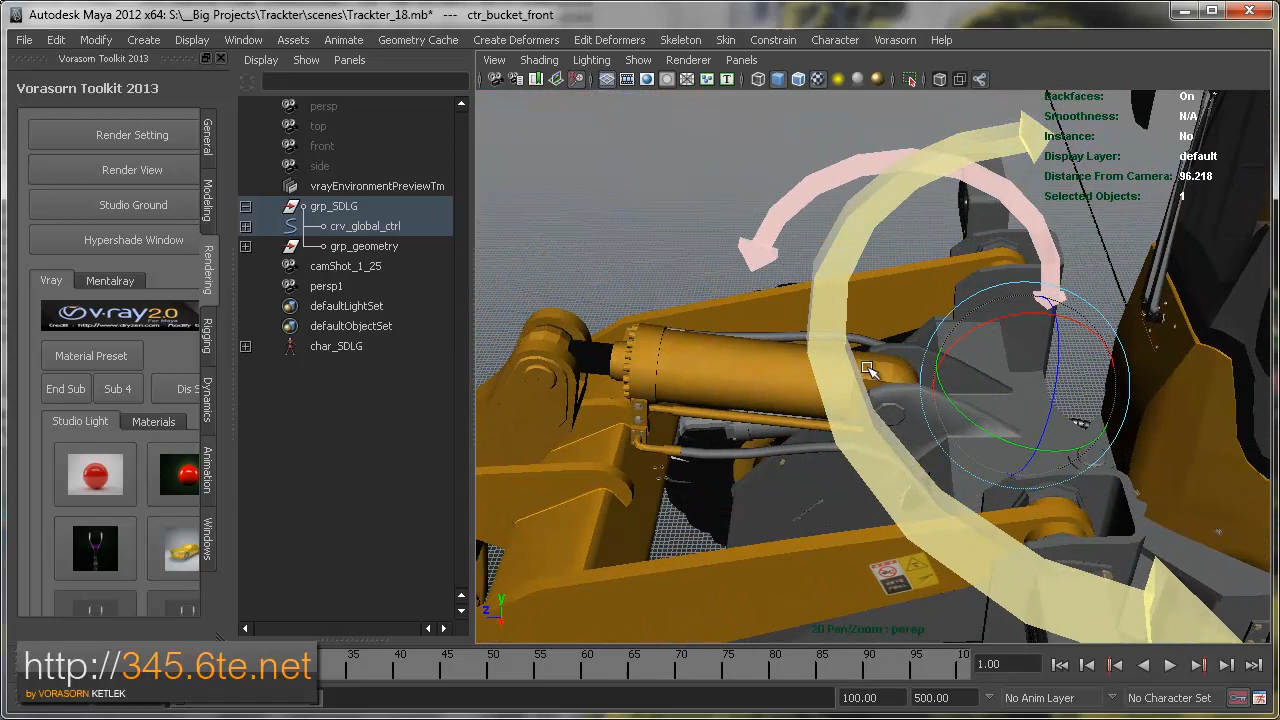 Autodesk Maya 2012 x64: S:\__Big Projects\Trackter\scenes\Trackter_18.mb*   ---   ctr_bucket_front
File Edit Modify Create Display Window Assets Animate Geometry Cache Create Deformers Edit Deformers Skeleton Skin Constrain Character Vorasorn Help
Vorasorn Toolkit 2013
Display Show Panels
View Shading Lighting Show Renderer Panels
Vorasorn Toolkit 2013
General
Modeling
Rendering
Rigging
Dynamics
Animation
Windows
Render Setting
Render View
Studio Ground
Hypershade Window
Vray Mentalray
v-ray 2.0
For Maya
Material Preset
End Sub Sub 4 Dis S
Studio Light Materials
persp
top
front
side
vrayEnvironmentPreviewTm
grp_SDLG
crv_global_ctrl
grp_geometry
camShot_1_25
persp1
defaultLightSet
defaultObjectSet
char_SDLG
Backfaces: On
Smoothness: N/A
Instance: No
Display Layer: default
Distance From Camera: 96.218
Selected Objects: 1
y
z
2D Pan/Zoom : persp
http://345.6te.net
by VORASORN KETLEK
35 40 45 50 55 60 65 70 75 80 85 90 95 10
1.00
100.00 500.00 No Anim Layer No Character Set